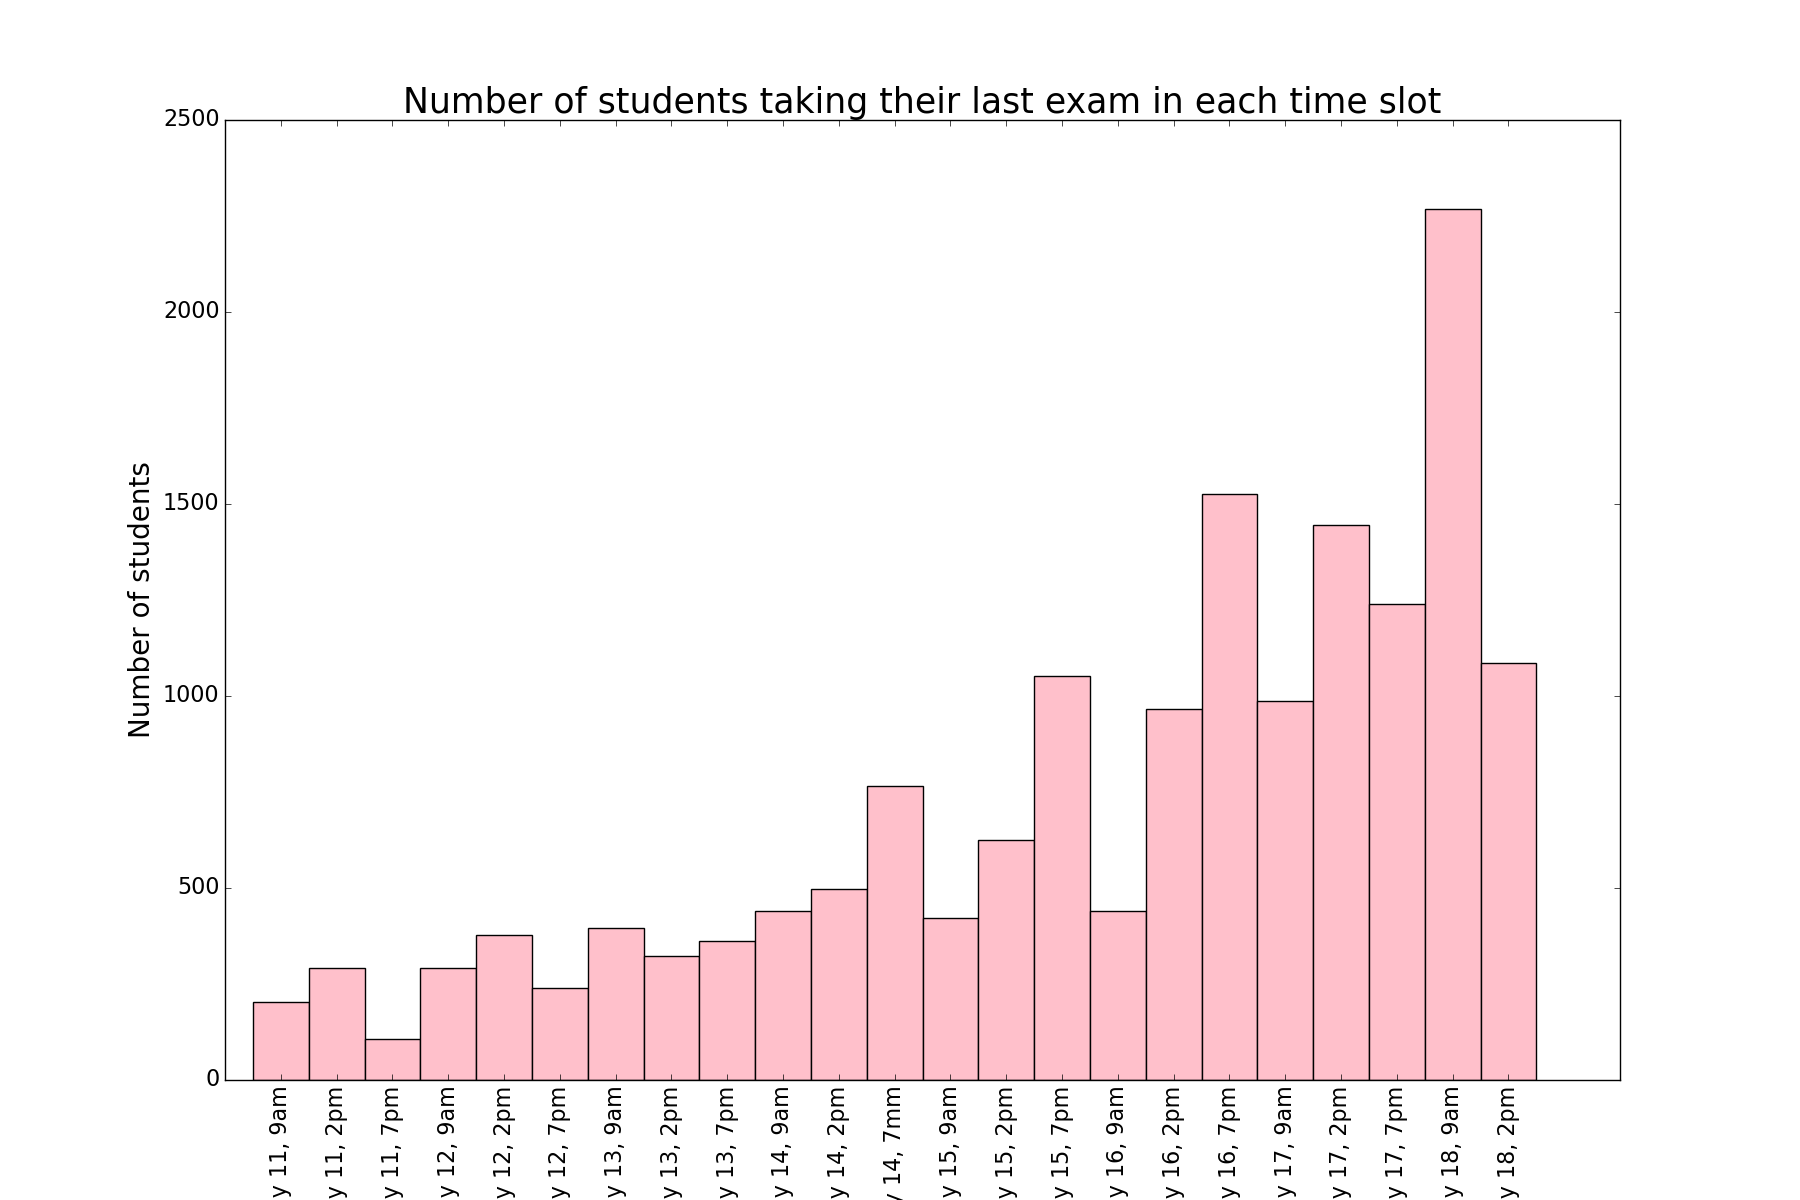 Number of students taking their last exam in each time slot
Number of students
2500
2000
1500
1000
500
0
y 11, 9am
y 11, 2pm
y 11, 7pm
y 12, 9am
y 12, 2pm
y 12, 7pm
y 13, 9am
y 13, 2pm
y 13, 7pm
y 14, 9am
y 14, 2pm
y 14, 7mm
y 15, 9am
y 15, 2pm
y 15, 7pm
y 16, 9am
y 16, 2pm
y 16, 7pm
y 17, 9am
y 17, 2pm
y 17, 7pm
y 18, 9am
y 18, 2pm